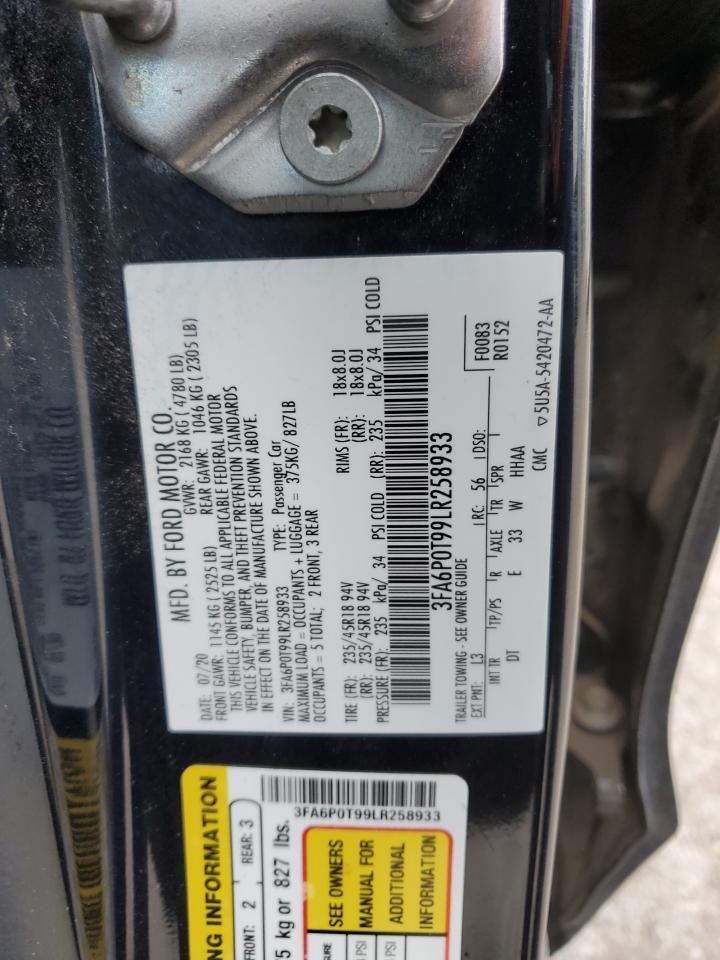 MFD. BY FORD MOTOR CO.
DATE: 07/20 GVWR: 2168 KG ( 4780 LB)
FRONT GAWR: 1145 KG ( 2525 LB) REAR GAWR: 1046 KG ( 2305 LB)
THIS VEHICLE CONFORMS TO ALL APPLICABLE FEDERAL MOTOR
VEHICLE SAFETY, BUMPER, AND THEFT PREVENTION STANDARDS
IN EFFECT ON THE DATE OF MANUFACTURE SHOWN ABOVE.
VIN: 3FA6P0T99LR258933 TYPE: Passenger Car
MAXIMUM LOAD = OCCUPANTS + LUGGAGE = 375KG/ 827LB
OCCUPANTS = 5 TOTAL: 2 FRONT, 3 REAR
TIRE (FR): 235/45R18 94V RIMS (FR): 18x8.0J
(RR): 235/45R18 94V (RR): 18x8.0J
PRESSURE (FR): 235 kPa/ 34 PSI COLD (RR): 235 kPa/ 34 PSI COLD
3FA6P0T99LR258933
TRAILER TOWING - SEE OWNER GUIDE F0083
EXT PNT: L3 RC: 56 DSO: R0152
INT TR TP/PS R AXLE TR SPR
DT E 33 W HHAA
CMC ▽5U5A-5420472-AA
NG INFORMATION
FRONT: 2 REAR: 3
5 kg or 827 lbs.
3FA6P0T99LR258933
SEE OWNERS
MANUAL FOR
ADDITIONAL
INFORMATION
PSI
PSI